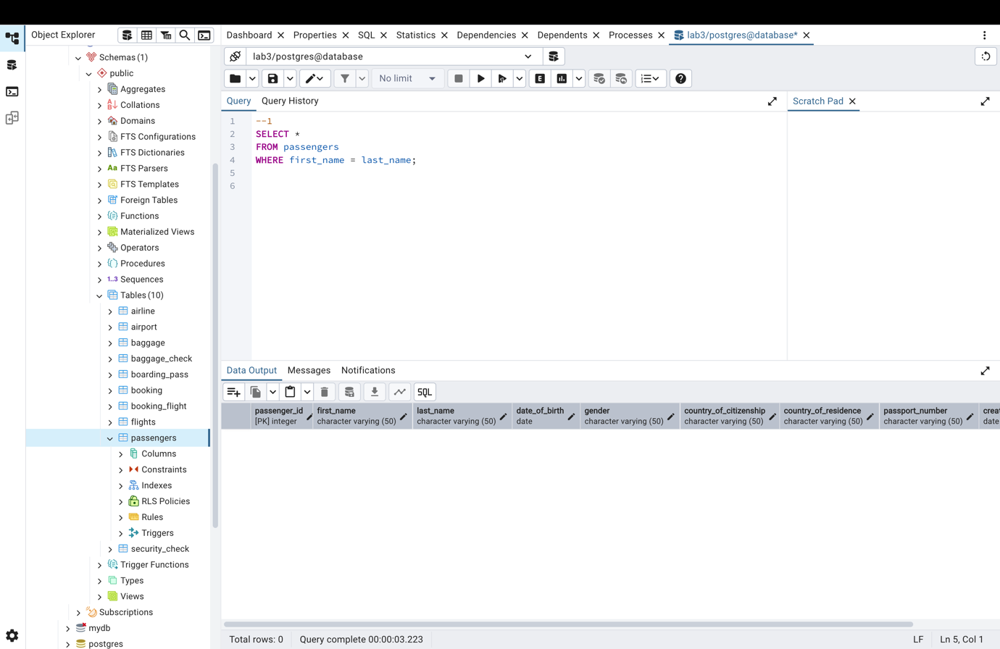 Object Explorer
Dashboard
Properties
SQL
Statistics
Dependencies
Dependents
Processes
lab3/postgres@database*
lab3/postgres@database
No limit
E
Query
Query History
Scratch Pad
Schemas (1)
public
Aggregates
Collations
Domains
FTS Configurations
FTS Dictionaries
Aa FTS Parsers
FTS Templates
Foreign Tables
Functions
Materialized Views
Operators
Procedures
1..3 Sequences
Tables (10)
airline
airport
baggage
baggage_check
boarding_pass
booking
booking_flight
flights
passengers
Columns
Constraints
Indexes
RLS Policies
Rules
Triggers
security_check
Trigger Functions
Types
Views
Subscriptions
mydb
postgres
1 --1
2 SELECT *
3 FROM passengers
4 WHERE first_name = last_name;
5
6
Data Output
Messages
Notifications
SQL
passenger_id
[PK] integer
first_name
character varying (50)
last_name
character varying (50)
date_of_birth
date
gender
character varying (50)
country_of_citizenship
character varying (50)
country_of_residence
character varying (50)
passport_number
character varying (50)
creat
date
Total rows: 0
Query complete 00:00:03.223
LF
Ln 5, Col 1